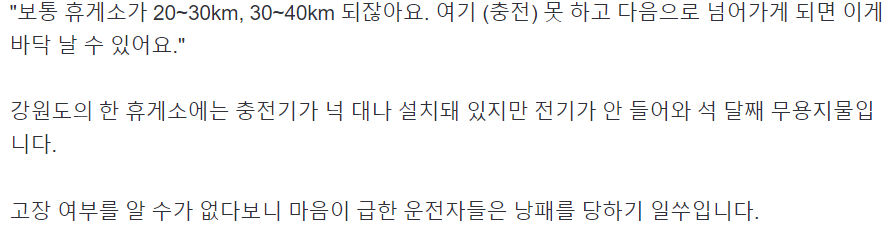 "보통 휴게소가 20~30km, 30~40km 되잖아요. 여기 (충전) 못 하고 다음으로 넘어가게 되면 이게
바닥 날 수 있어요."
강원도의 한 휴게소에는 충전기가 넉 대나 설치돼 있지만 전기가 안 들어와 석 달째 무용지물입
니다.
고장 여부를 알 수가 없다보니 마음이 급한 운전자들은 낭패를 당하기 일쑤입니다.